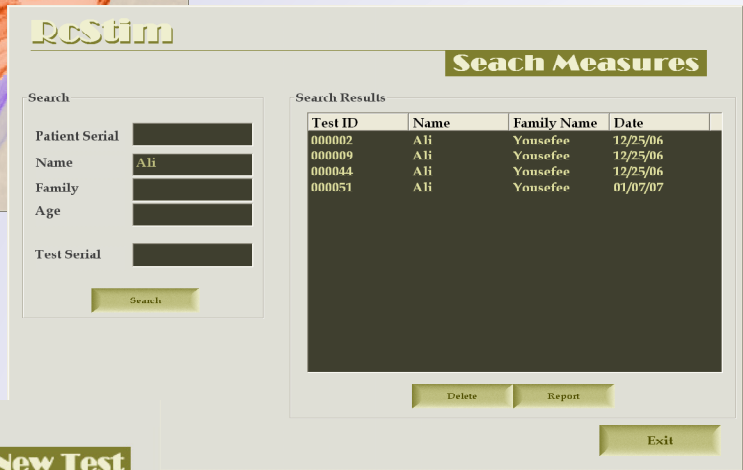 RcStim
Seach Measures
Search
Patient Serial
Name Ali
Family
Age
Test Serial
Search
Search Results
Test ID Name Family Name Date
000002 Ali Yousefee 12/25/06
000009 Ali Yousefee 12/25/06
000044 Ali Yousefee 12/25/06
000051 Ali Yousefee 01/07/07
Delete Report
Exit
New Test